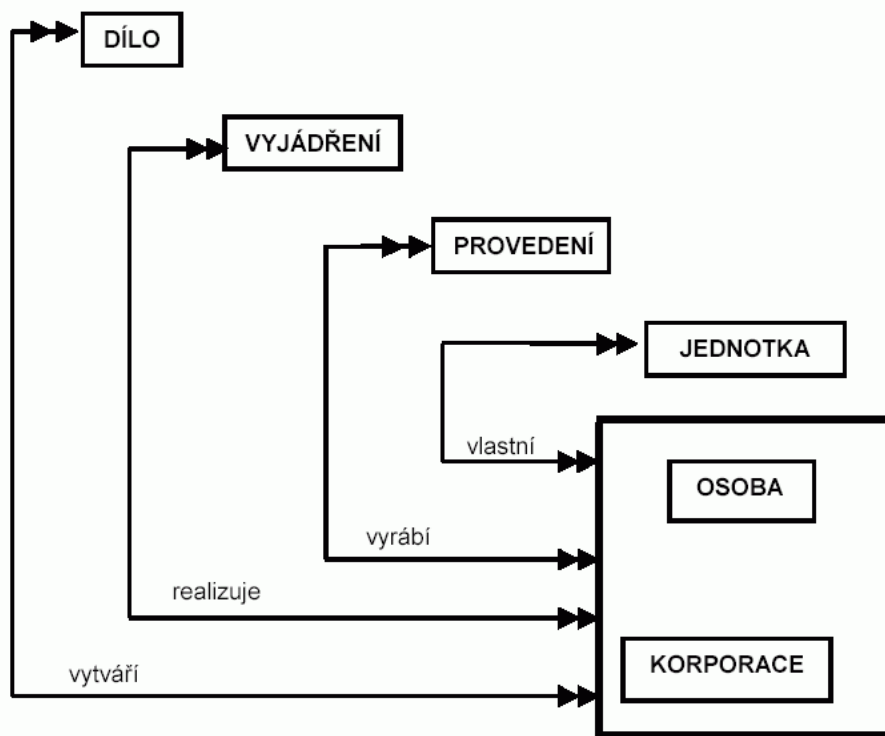 DÍLO
VYJÁDŘENÍ
PROVEDENÍ
JEDNOTKA
vlastní
OSOBA
vyrábí
realizuje
KORPORACE
vytváří